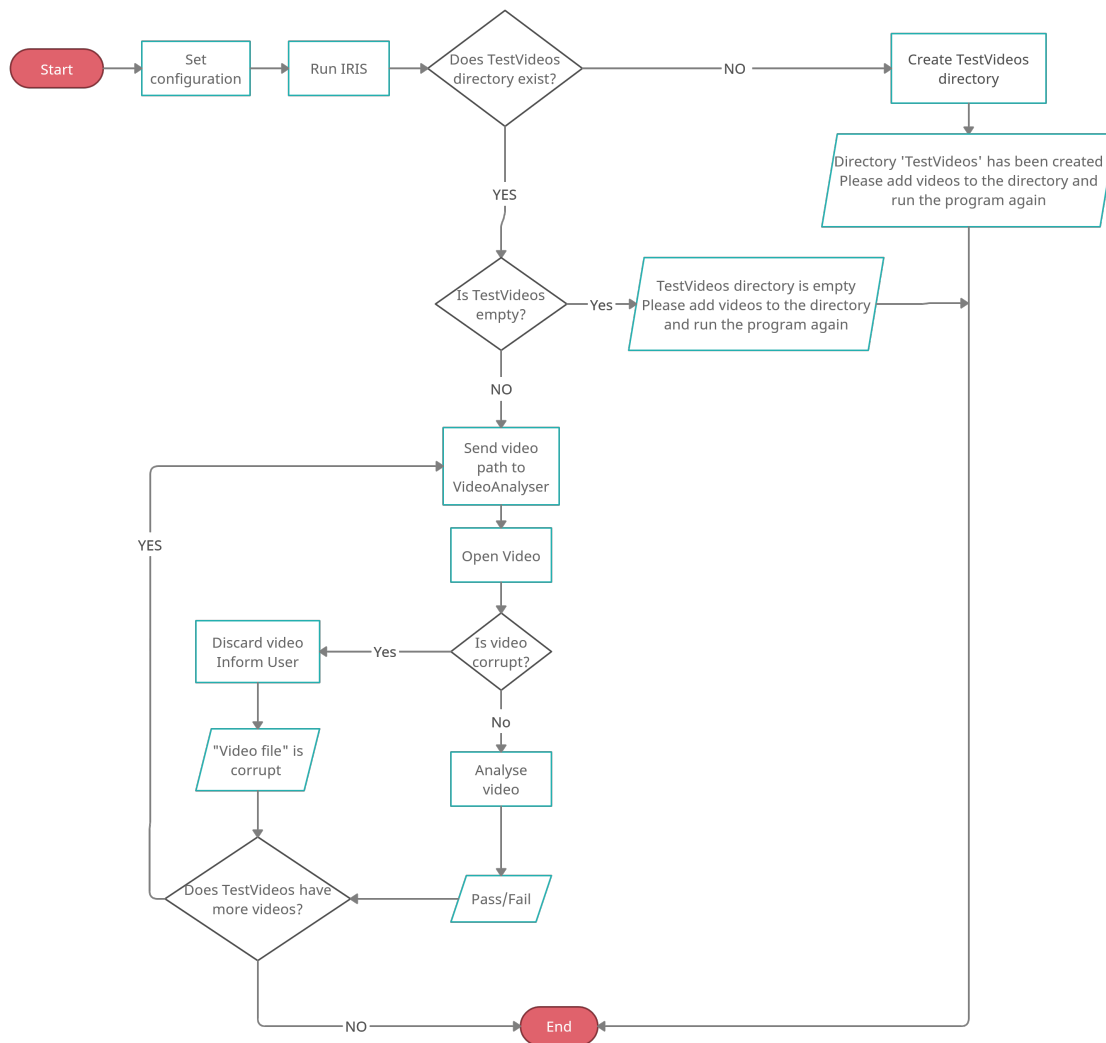 Start
Set
configuration
Run IRIS
Does TestVideos
directory exist?
NO
Create TestVideos
directory
Directory 'TestVideos' has been created
Please add videos to the directory and
run the program again
YES
Is TestVideos
empty?
Yes
TestVideos directory is empty
Please add videos to the directory
and run the program again
NO
Send video
path to
VideoAnalyser
YES
Open Video
Is video
corrupt?
Yes
Discard video
Inform User
No
"Video file" is
corrupt
Analyse
video
Does TestVideos have
more videos?
Pass/Fail
NO
End